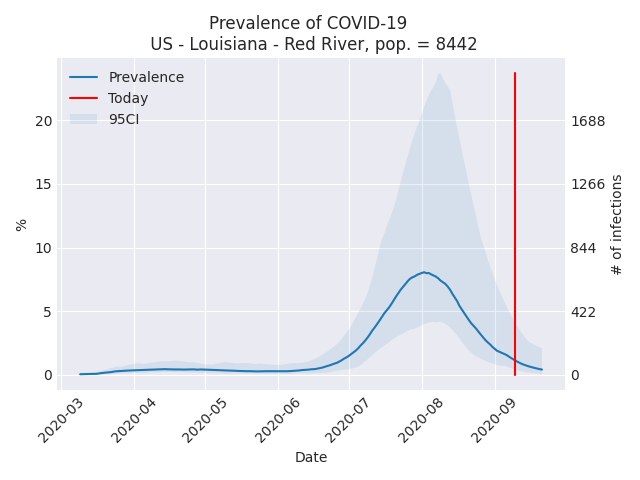 Prevalence of COVID-19
US - Louisiana - Red River, pop. = 8442
Prevalence
Today
95CI
20
15
10
5
0
%
1688
1266
844
422
0
# of infections
2020-03
2020-04
2020-05
2020-06
2020-07
2020-08
2020-09
Date